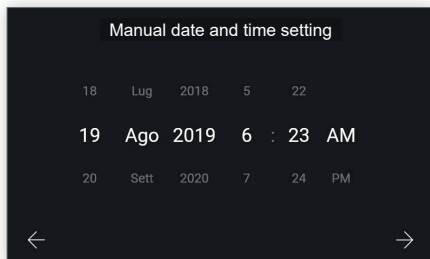 Manual date and time setting
18 Lug 2018 5 22
19 Ago 2019 6 : 23 AM
20 Sett 2020 7 24 PM